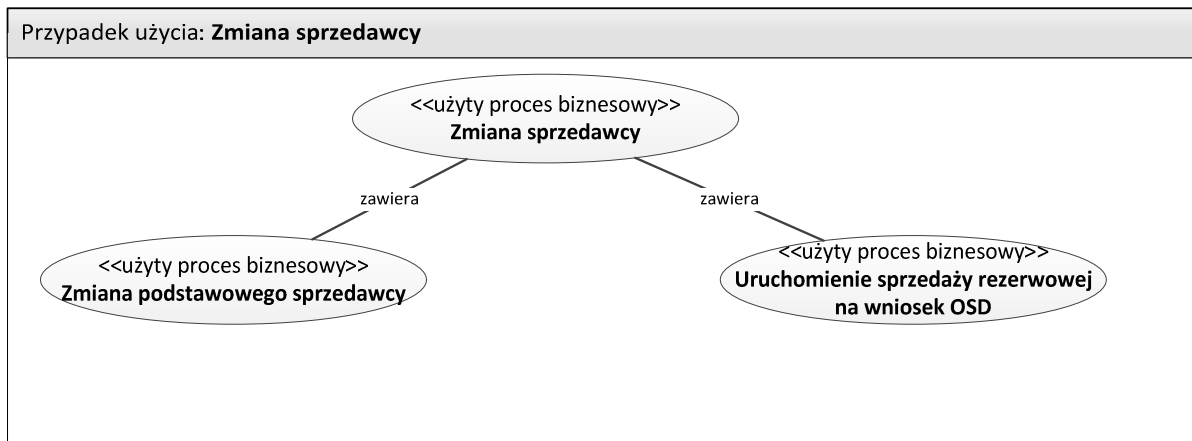 Przypadek użycia: Zmiana sprzedawcy
<<użyty proces biznesowy>>
Zmiana sprzedawcy
zawiera
zawiera
<<użyty proces biznesowy>>
Zmiana podstawowego sprzedawcy
<<użyty proces biznesowy>>
Uruchomienie sprzedaży rezerwowej
na wniosek OSD